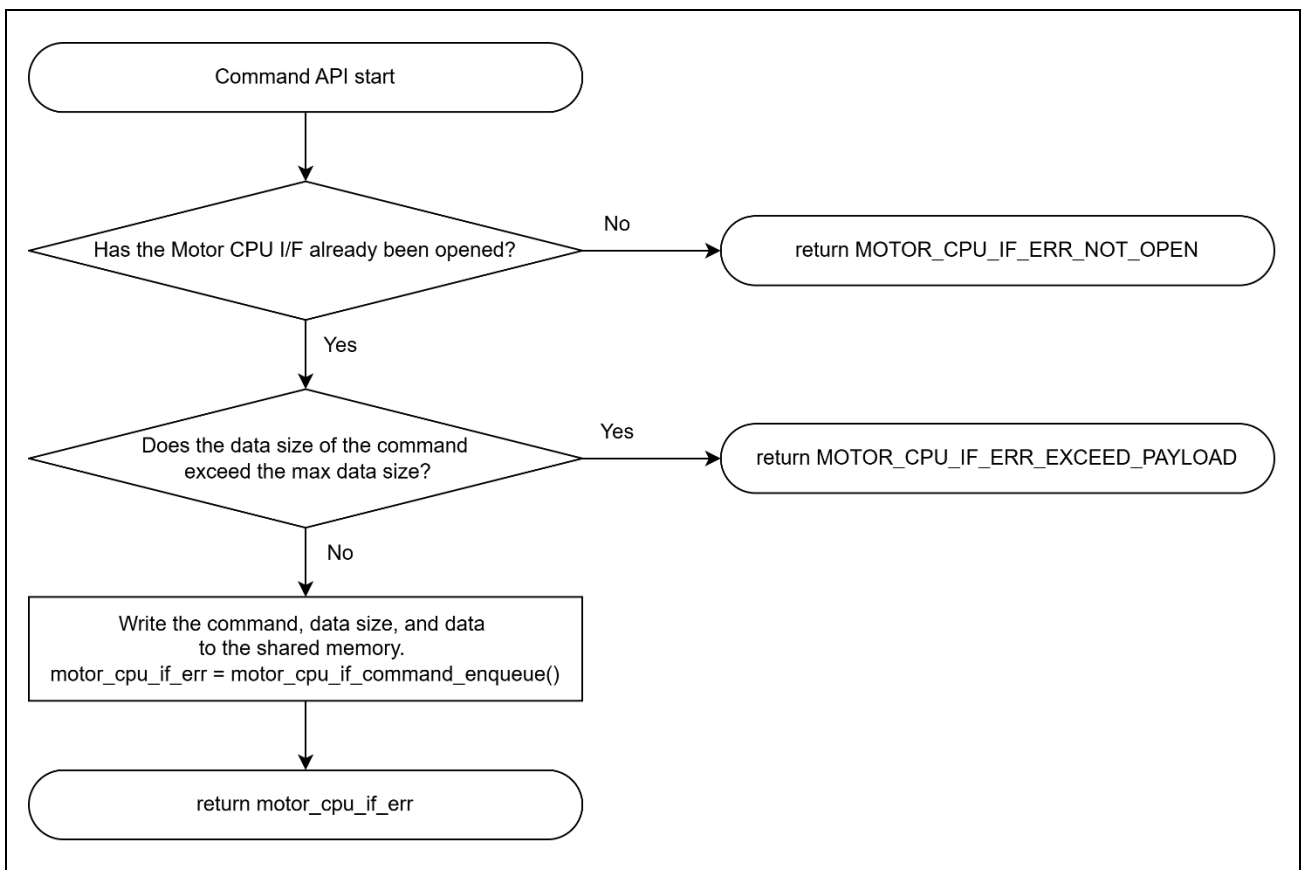 Command API start
Has the Motor CPU I/F already been opened?
No
return MOTOR_CPU_IF_ERR_NOT_OPEN
Yes
Does the data size of the command
exceed the max data size?
Yes
return MOTOR_CPU_IF_ERR_EXCEED_PAYLOAD
No
Write the command, data size, and data
to the shared memory.
motor_cpu_if_err = motor_cpu_if_command_enqueue()
return motor_cpu_if_err